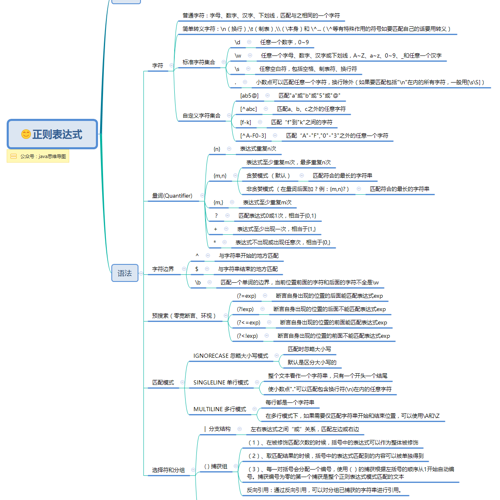 普通字符：字母、数字、汉字、下划线，匹配与之相同的一个字符
简单转义字符：\n（换行），\t（制表），\\（\本身）和 \^...（\^等有特殊作用的符号如要匹配自己的话要用转义）
字符
标准字符集合
\d 任意一个数字，0~9
\w 任意一个字母、数字、汉字或下划线，A~Z、a~z、0~9、_和任意一个汉字
\s 任意空白符，包括空格、制表符、换行符
. 小数点可以匹配任意一个字符，换行除外（如果要匹配包括"\n"在内的所有字符，一般用[\s\S]）
自定义字符集合
[ab5@] 匹配"a"或"b"或"5"或"@"
[^abc] 匹配a、b、c之外的任意字符
[f-k] 匹配 "f"到"k"之间的字符
[^A-F0-3] 匹配 "A"-"F","0"-"3"之外的任意一个字符
正则表达式
公众号：java思维导图
量词(Quantifier)
{n} 表达式重复n次
{m,n}
表达式至少重复m次，最多重复n次
贪婪模式（默认） 匹配符合的最长的字符串
非贪婪模式（在量词后面加？例：{m,n}?） 匹配符合的最长的字符串
{m,} 表达式至少重复m次
? 匹配表达式0或1次，相当于{0,1}
+ 表达式至少出现一次，相当于{1,}
* 表达式不出现或出现任意次，相当于{0,}
语法
字符边界
^ 与字符串开始的地方匹配
$ 与字符串结束的地方匹配
\b 匹配一个单词的边界，当前位置前面的字符和后面的字符不全是\w
预搜索（零宽断言、环视）
(?=exp) 断言自身出现的位置的后面能匹配表达式exp
(?!exp) 断言自身出现的位置的后面不能匹配表达式exp
(?<=exp) 断言自身出现的位置的前面能匹配表达式exp
(?<!exp) 断言自身出现的位置的前面不能匹配表达式exp
匹配模式
IGNORECASE 忽略大小写模式
匹配时忽略大小写
默认是区分大小写的
SINGLELINE 单行模式
整个文本看作一个字符串，只有一个开头一个结尾
使小数点"."可以匹配包含换行符(\n)在内的任意字符
MULTILINE 多行模式
每行都是一个字符串
在多行模式下，如果需要仅匹配字符串开始和结束位置，可以使用\A和\Z
选择符和分组
| 分支结构 左右表达式之间"或"关系，匹配左边或右边
() 捕获组
（1）、在被修饰匹配次数的时候，括号中的表达式可以作为整体被修饰
（2）、取匹配结果的时候，括号中的表达式匹配到的内容可以被单独得到
（3）、每一对括号会分配一个编号，使用（）的捕获根据左括号的顺序从1开始自动编
号。捕获编号为零的第一个捕获是整个正则表达式模式匹配的文本
反向引用：通过反向引用，可以对分组已捕获的字符串进行引用。